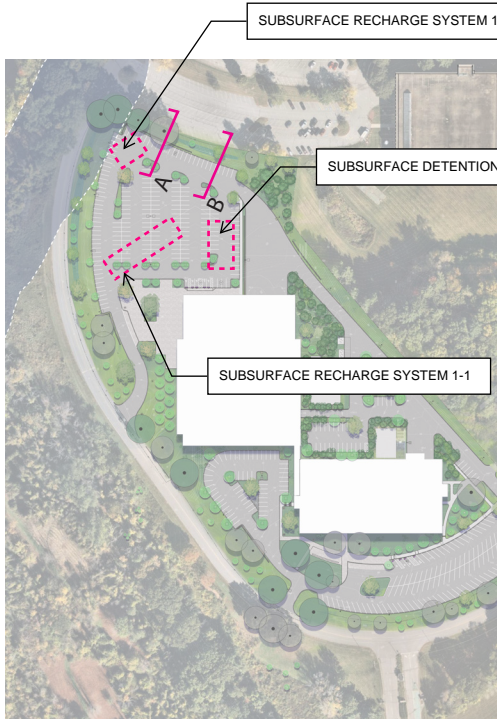 SUBSURFACE RECHARGE SYSTEM 1
SUBSURFACE DETENTION
A
B
SUBSURFACE RECHARGE SYSTEM 1-1